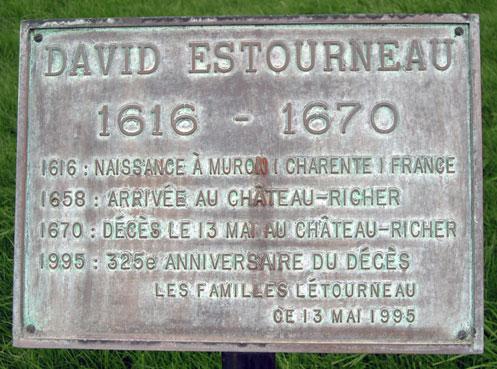 DAVID ESTOURNEAU
1616 - 1670
1616 : NAISSANCE À MURON ( CHARENTE ) FRANCE
1658 : ARRIVÉE AU CHÂTEAU-RICHER
1670 : DÉCÈS LE 13 MAI AU CHÂTEAU-RICHER
1995 : 325e ANNIVERSAIRE DU DÉCÈS
LES FAMILLES LÉTOURNEAU
CE 13 MAI 1995